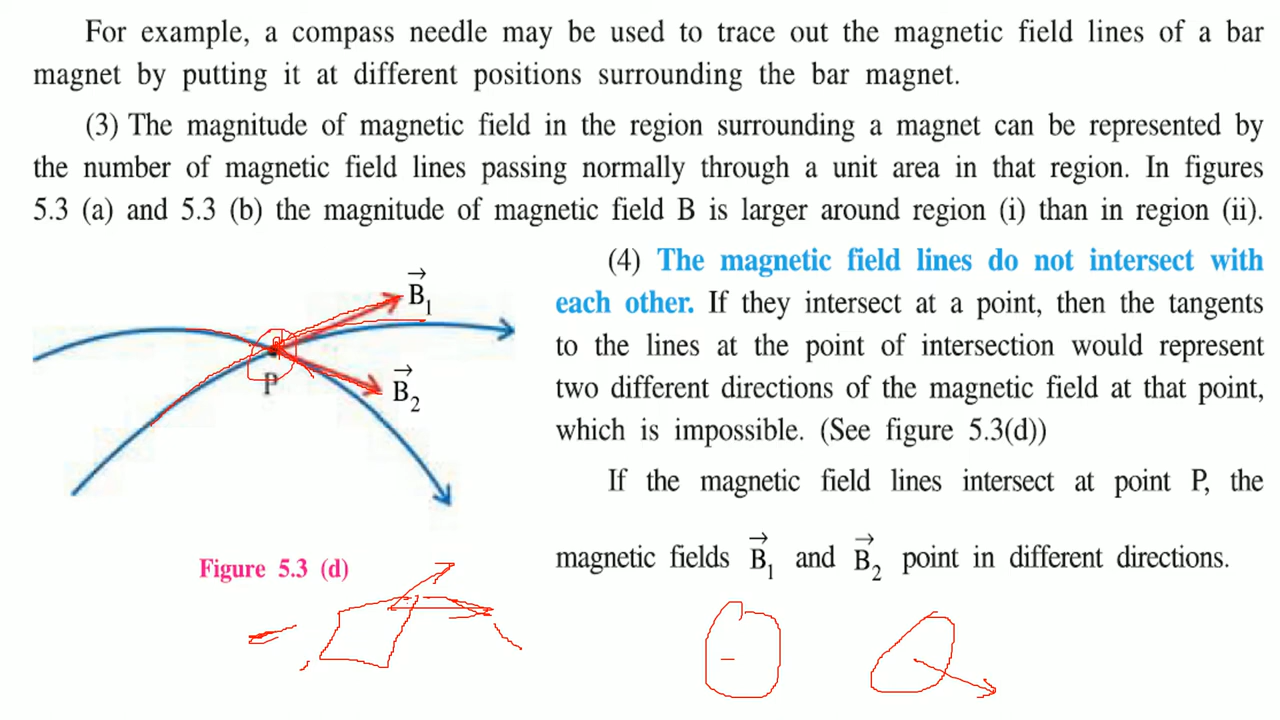 For example, a compass needle may be used to trace out the magnetic field lines of a bar
magnet by putting it at different positions surrounding the bar magnet.
(3) The magnitude of magnetic field in the region surrounding a magnet can be represented by
the number of magnetic field lines passing normally through a unit area in that region. In figures
5.3 (a) and 5.3 (b) the magnitude of magnetic field B is larger around region (i) than in region (ii).
(4) The magnetic field lines do not intersect with
each other. If they intersect at a point, then the tangents
to the lines at the point of intersection would represent
two different directions of the magnetic field at that point,
which is impossible. (See figure 5.3(d))
If the magnetic field lines intersect at point P, the
magnetic fields B⃗₁ and B⃗₂ point in different directions.
B⃗₁
P
B⃗₂
Figure 5.3 (d)